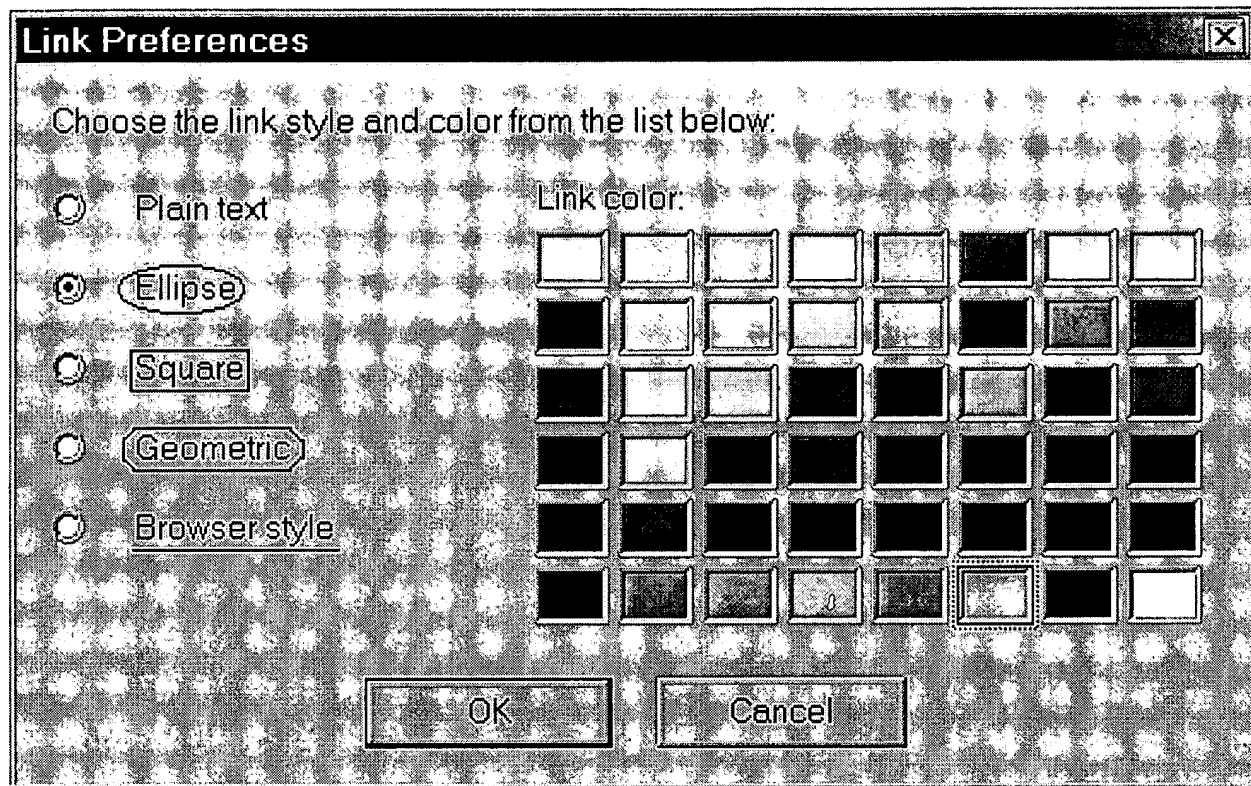 Link Preferences
Choose the link style and color from the list below:
Plain text
Link color:
Ellipse
Square
Geometric
Browser style
OK
Cancel